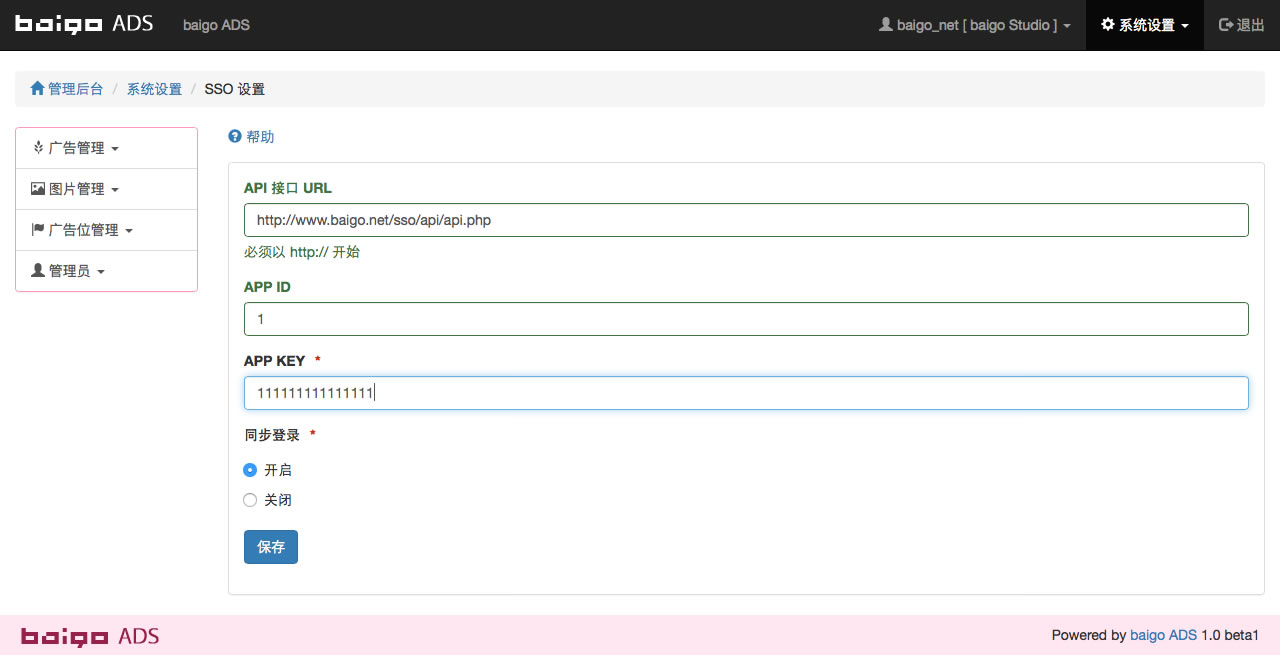 baigo ADS
baigo ADS
baigo_net [ baigo Studio ]
系统设置
退出
管理后台 / 系统设置 / SSO 设置
广告管理
图片管理
广告位管理
管理员
帮助
API 接口 URL
http://www.baigo.net/sso/api/api.php
必须以 http:// 开始
APP ID
1
APP KEY *
111111111111111
同步登录 *
开启
关闭
保存
baigo ADS
Powered by baigo ADS 1.0 beta1